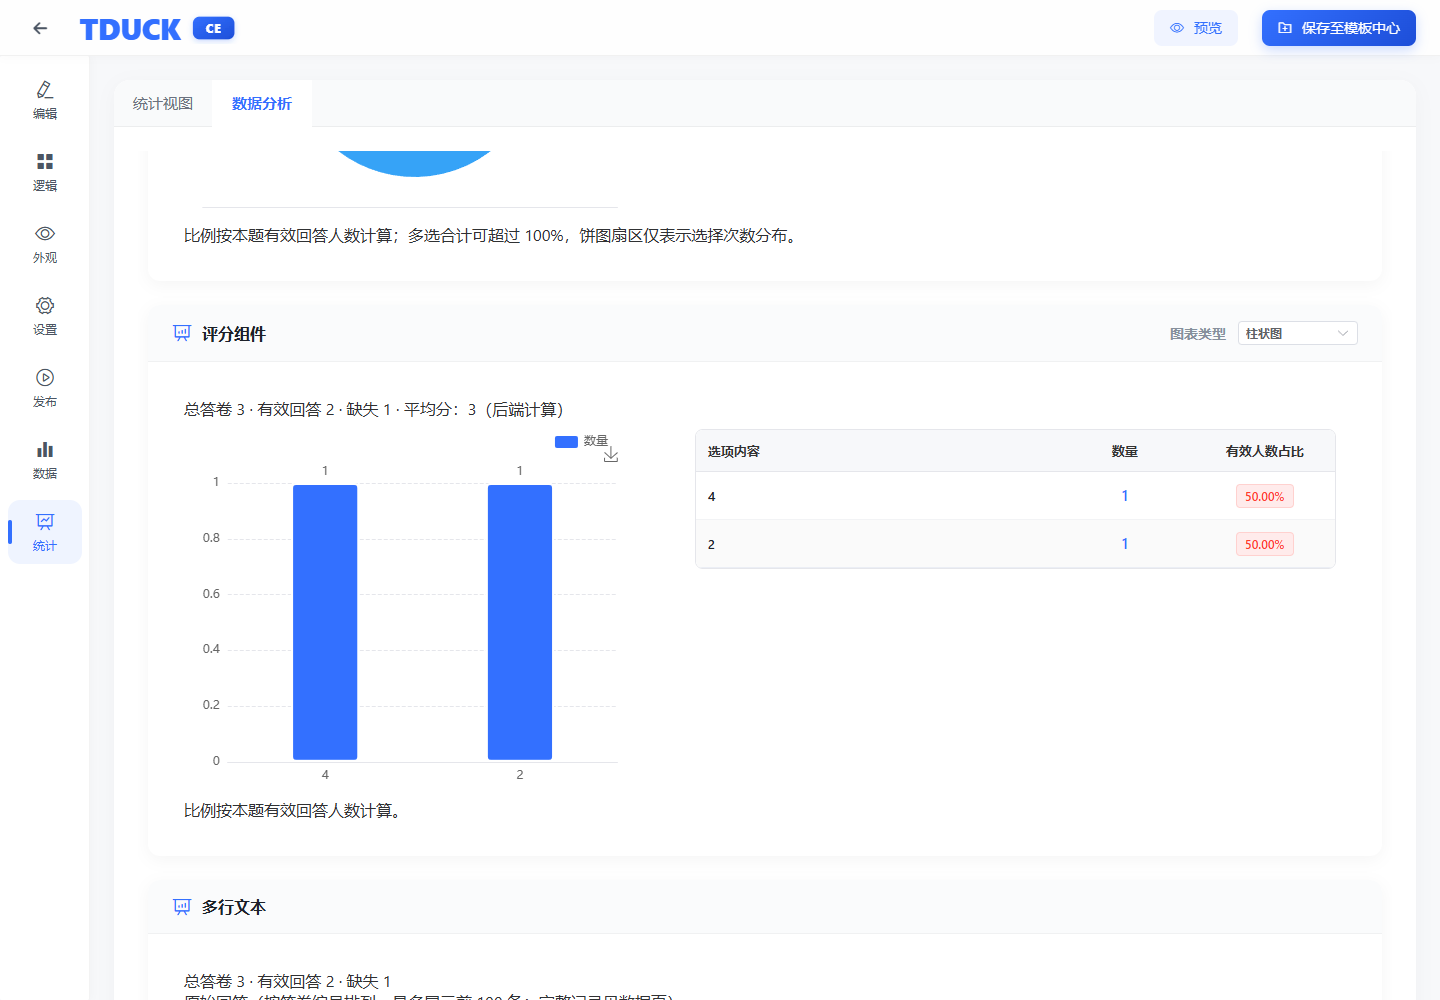 TDUCK CE
预览
保存至模板中心
编辑
逻辑
外观
设置
发布
数据
统计
统计视图
数据分析
比例按本题有效回答人数计算；多选合计可超过 100%，饼图扇区仅表示选择次数分布。
评分组件
图表类型
柱状图
总答卷 3 · 有效回答 2 · 缺失 1 · 平均分：3（后端计算）
数量
1
0.8
0.6
0.4
0.2
0
1
1
4
2
选项内容 数量 有效人数占比
4 1 50.00%
2 1 50.00%
比例按本题有效回答人数计算。
多行文本
总答卷 3 · 有效回答 2 · 缺失 1